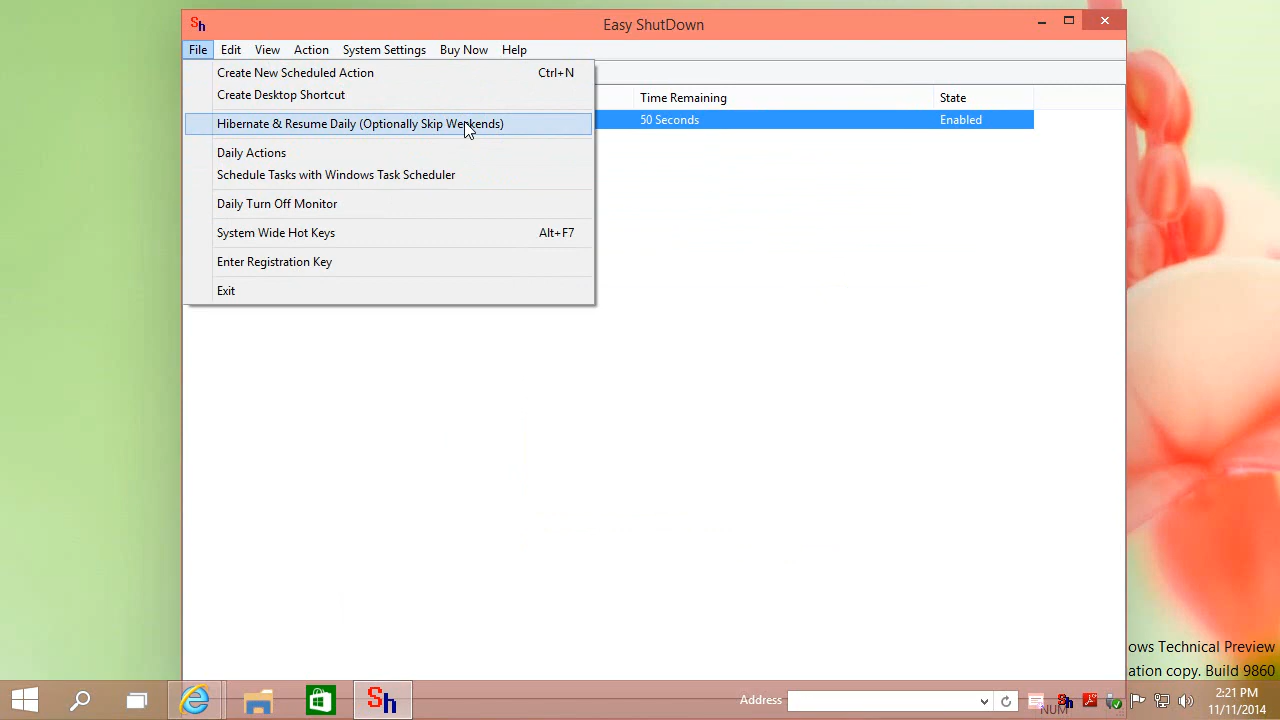 Sh
Easy ShutDown
File Edit View Action System Settings Buy Now Help
Create New Scheduled Action Ctrl+N
Create Desktop Shortcut
Time Remaining State
Hibernate & Resume Daily (Optionally Skip Weekends)
50 Seconds Enabled
Daily Actions
Schedule Tasks with Windows Task Scheduler
Daily Turn Off Monitor
System Wide Hot Keys Alt+F7
Enter Registration Key
Exit
ows Technical Preview
ation copy. Build 9860
Sh
Address
Sh
NUM
2:21 PM
11/11/2014